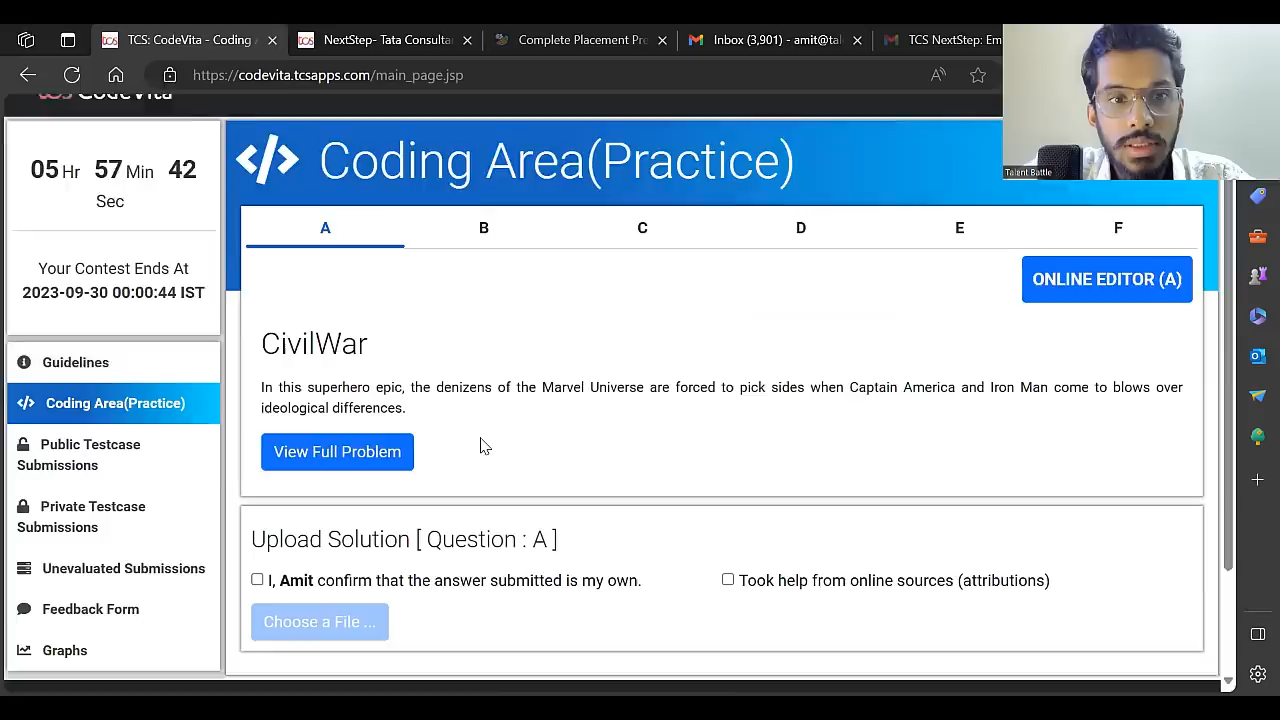 TCS: CodeVita - Coding
NextStep- Tata Consulta
Complete Placement Pre
Inbox (3,901) - amit@tal
TCS NextStep: Em
https://codevita.tcsapps.com/main_page.jsp
tcs CodeVita
Talent Battle
05 Hr 57 Min 42
Sec
Your Contest Ends At
2023-09-30 00:00:44 IST
Guidelines
Coding Area(Practice)
Public Testcase
Submissions
Private Testcase
Submissions
Unevaluated Submissions
Feedback Form
Graphs
</> Coding Area(Practice)
A B C D E F
ONLINE EDITOR (A)
CivilWar
In this superhero epic, the denizens of the Marvel Universe are forced to pick sides when Captain America and Iron Man come to blows over
ideological differences.
View Full Problem
Upload Solution [ Question : A ]
I, Amit confirm that the answer submitted is my own.
Took help from online sources (attributions)
Choose a File ...